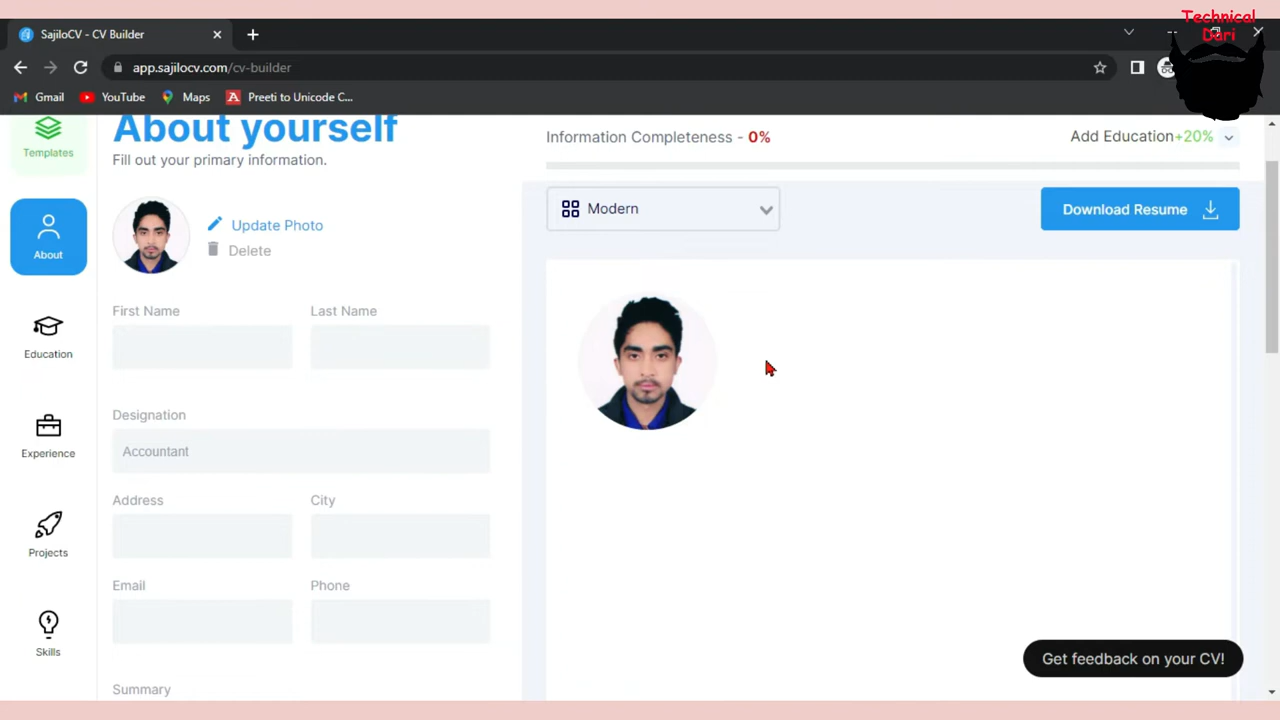 Technical
Dari
SajiloCV - CV Builder
app.sajilocv.com/cv-builder
Gmail YouTube Maps Preeti to Unicode C...
Templates
About yourself
Fill out your primary information.
Information Completeness - 0%
Add Education+20%
Modern
Download Resume
Update Photo
Delete
About
First Name Last Name
Education
Designation
Accountant
Experience
Address City
Projects
Email Phone
Skills
Get feedback on your CV!
Summary